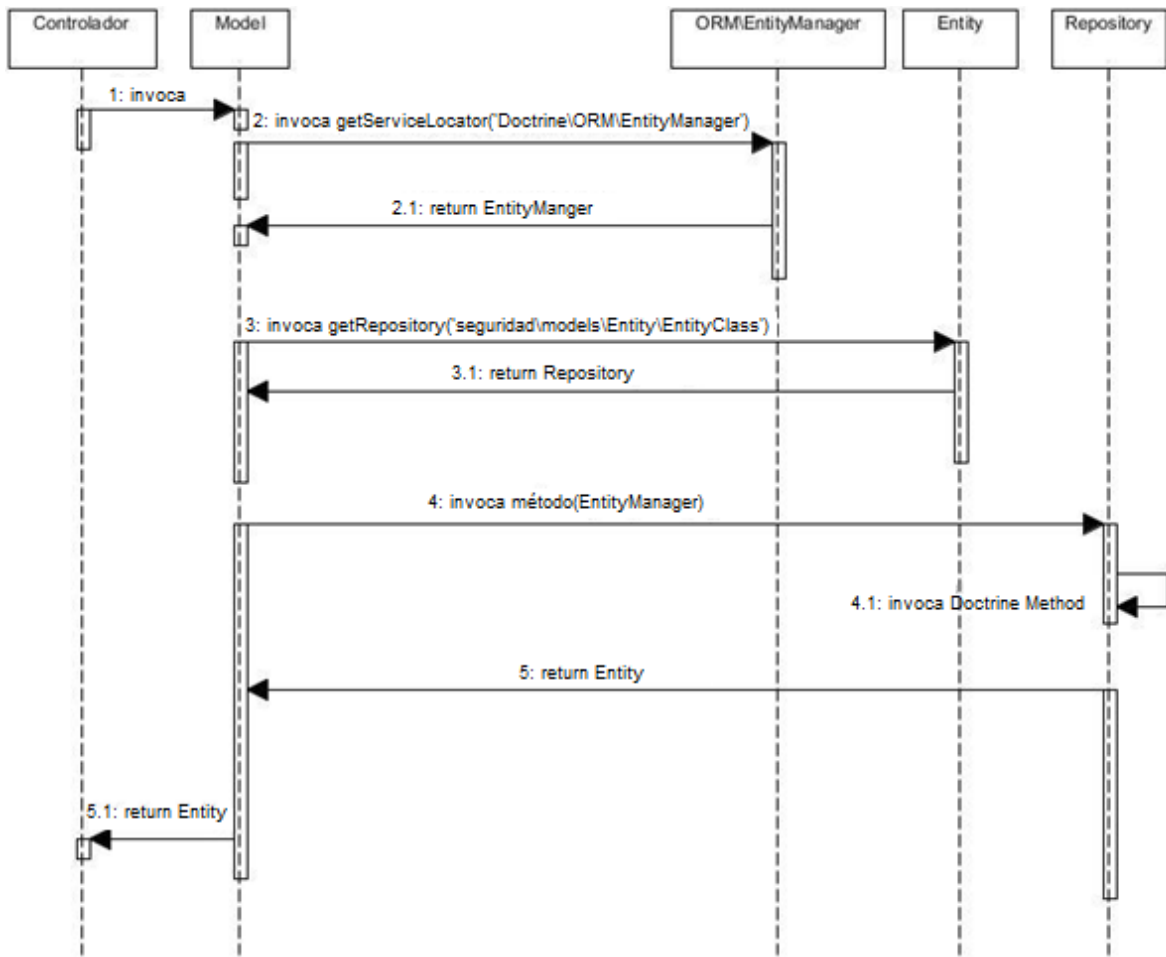 Controlador
Model
ORM\EntityManager
Entity
Repository
1: invoca
2: invoca getServiceLocator('Doctrine\ORM\EntityManager')
2.1: return EntityManger
3: invoca getRepository('seguridad\models\Entity\EntityClass')
3.1: return Repository
4: invoca método(EntityManager)
4.1: invoca Doctrine Method
5: return Entity
5.1: return Entity